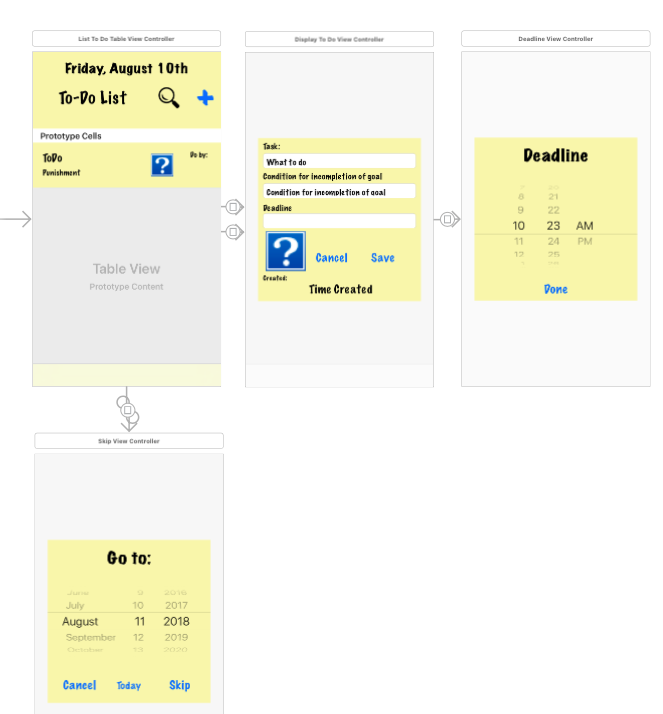 List To Do Table View Controller
Friday, August 10th
To-Do List
Prototype Cells
ToDo
Do by:
Punishment
?
Table View
Prototype Content
Display To Do View Controller
Task:
What to do
Condition for incompletion of goal
Condition for incompletion of goal
Deadline
?
Cancel Save
Created:
Time Created
Deadline View Controller
Deadline
8 21
9 22
10 23 AM
11 24 PM
12 25
Done
Skip View Controller
Go to:
June 9 2016
July 10 2017
August 11 2018
September 12 2019
October 13 2020
Cancel Today Skip